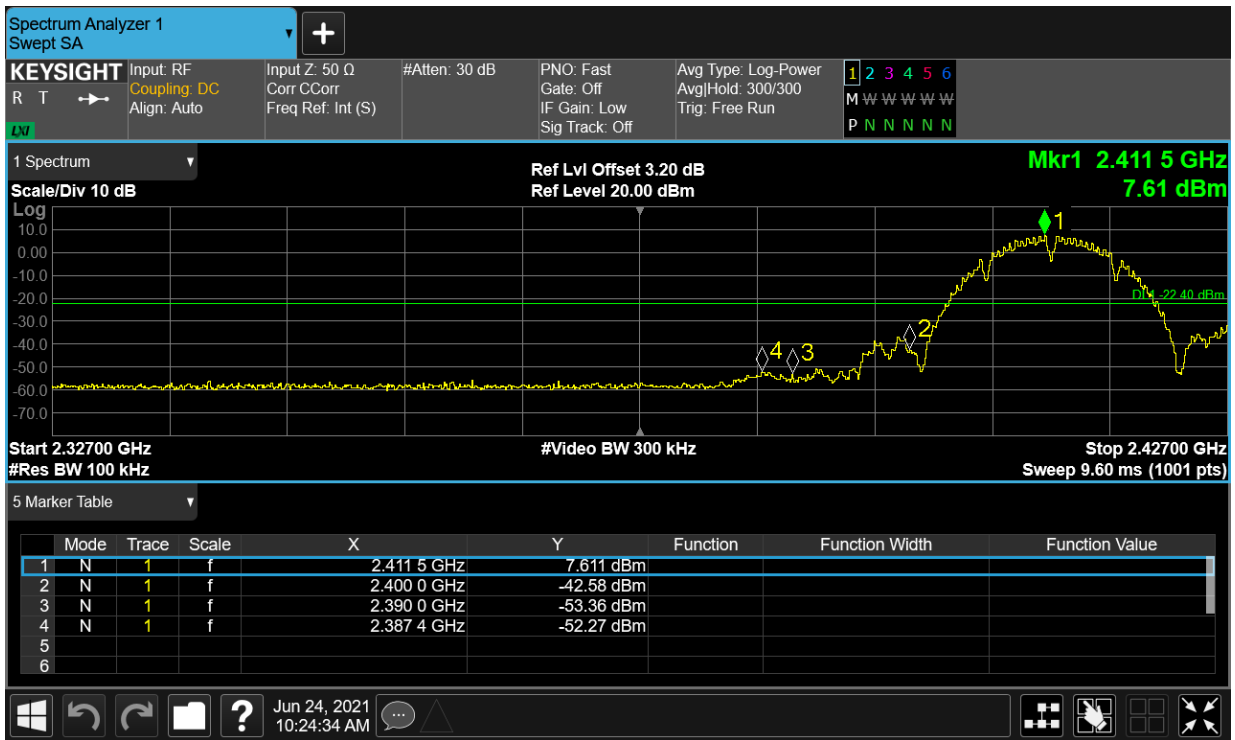 Spectrum Analyzer 1
Swept SA
+
KEYSIGHT
R T
LXI
Input: RF
Coupling: DC
Align: Auto
Input Z: 50 Ω
Corr CCorr
Freq Ref: Int (S)
#Atten: 30 dB
PNO: Fast
Gate: Off
IF Gain: Low
Sig Track: Off
Avg Type: Log-Power
Avg|Hold: 300/300
Trig: Free Run
1 2 3 4 5 6
M W W W W W
P N N N N N
1 Spectrum
Scale/Div 10 dB
Ref Lvl Offset 3.20 dB
Ref Level 20.00 dBm
Mkr1 2.411 5 GHz
7.61 dBm
Log
10.0
0.00
-10.0
-20.0
-30.0
-40.0
-50.0
-60.0
-70.0
1
DL1 -22.40 dBm
2
4
3
Start 2.32700 GHz
#Res BW 100 kHz
#Video BW 300 kHz
Stop 2.42700 GHz
Sweep 9.60 ms (1001 pts)
5 Marker Table
Mode Trace Scale X Y Function Function Width Function Value
1 N 1 f 2.411 5 GHz 7.611 dBm
2 N 1 f 2.400 0 GHz -42.58 dBm
3 N 1 f 2.390 0 GHz -53.36 dBm
4 N 1 f 2.387 4 GHz -52.27 dBm
5
6
?
Jun 24, 2021
10:24:34 AM